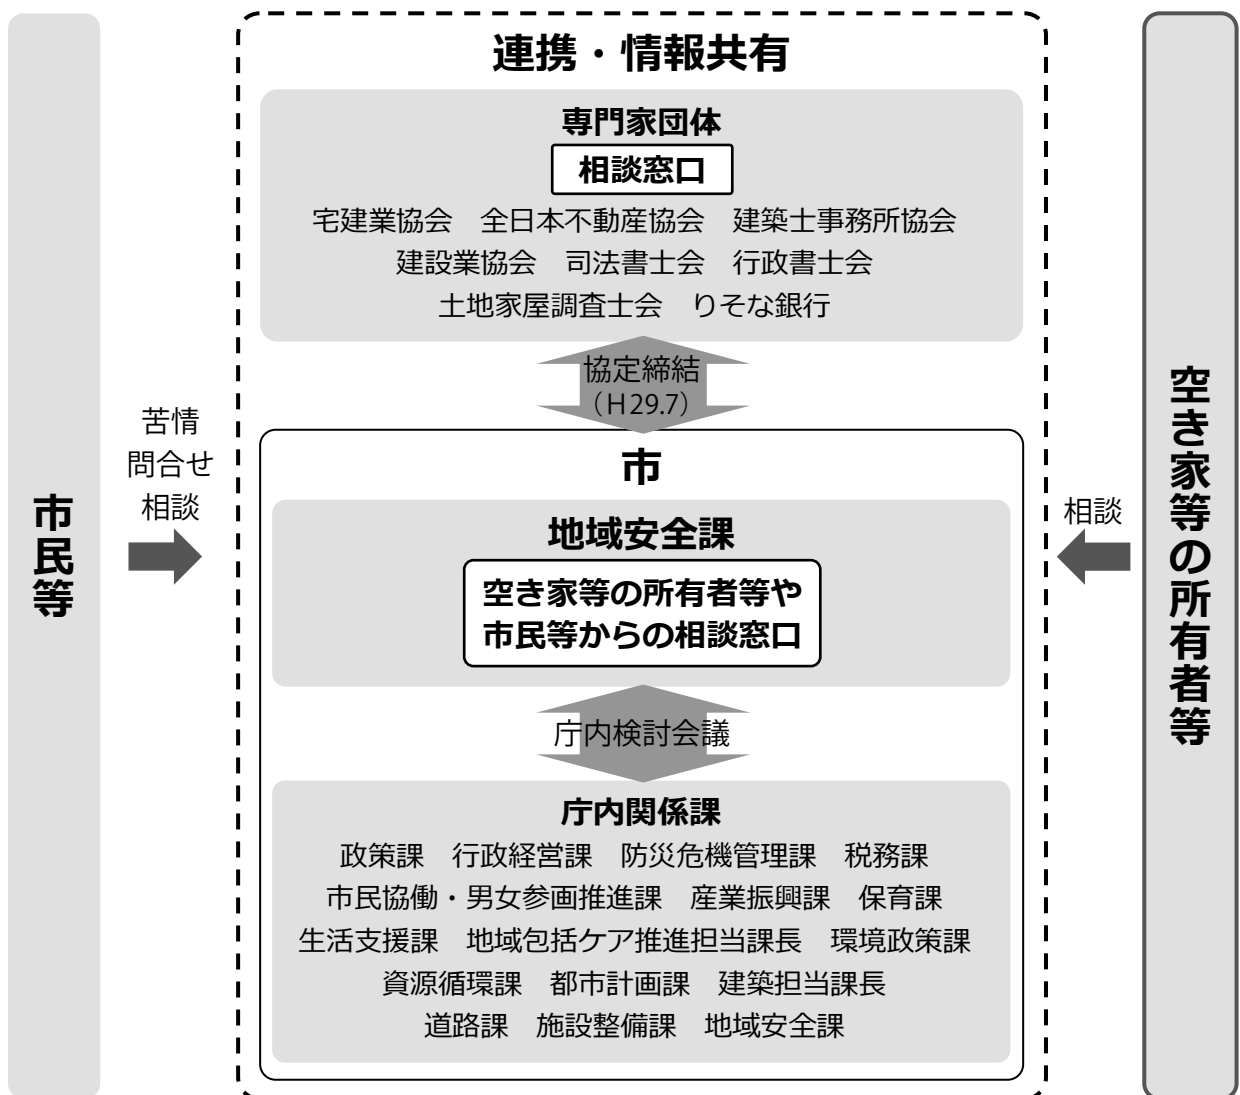 連携・情報共有
専門家団体
相談窓口
宅建業協会　全日本不動産協会　建築士事務所協会
建設業協会　司法書士会　行政書士会
土地家屋調査士会　りそな銀行
協定締結
（Ｈ29.7）
市民等
苦情
問合せ
相談
市
地域安全課
空き家等の所有者等や
市民等からの相談窓口
庁内検討会議
庁内関係課
政策課　行政経営課　防災危機管理課　税務課
市民協働・男女参画推進課　産業振興課　保育課
生活支援課　地域包括ケア推進担当課長　環境政策課
資源循環課　都市計画課　建築担当課長
道路課　施設整備課　地域安全課
相談
空き家等の所有者等